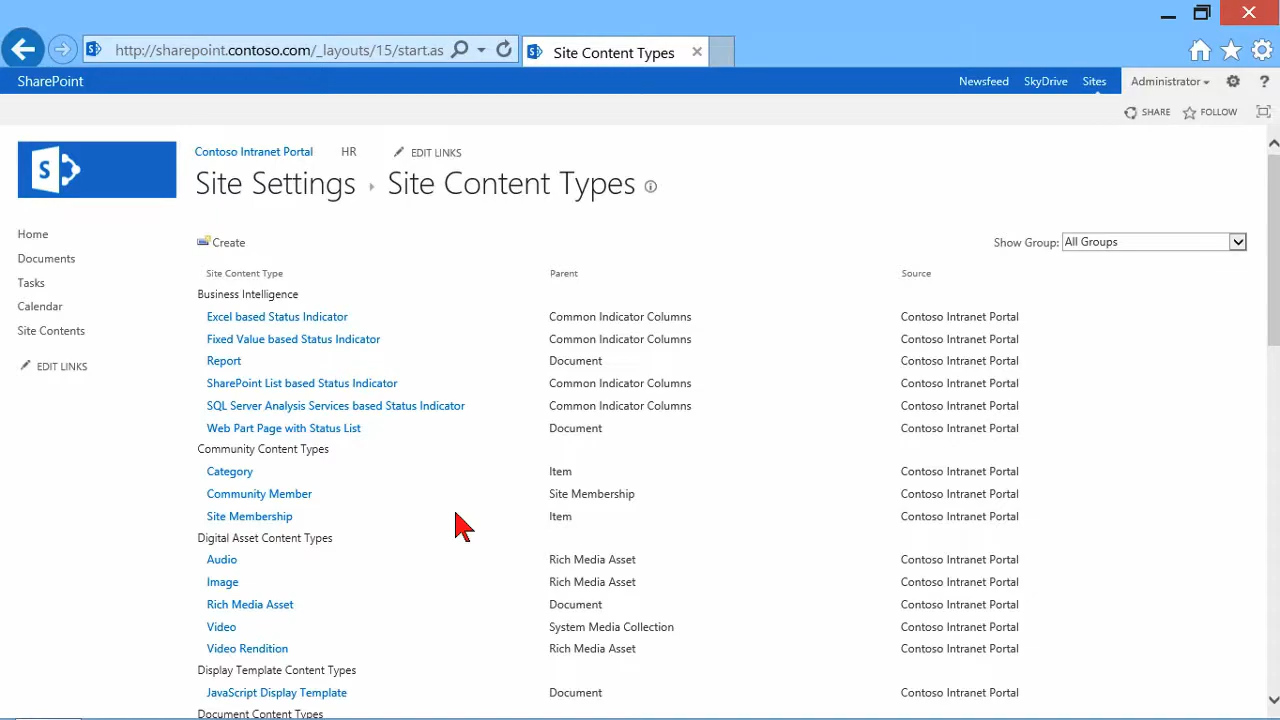 http://sharepoint.contoso.com/_layouts/15/start.as
Site Content Types
SharePoint
Newsfeed
SkyDrive
Sites
Administrator
?
SHARE
FOLLOW
S
Contoso Intranet Portal
HR
EDIT LINKS
Site Settings
Site Content Types
Home
Documents
Tasks
Calendar
Site Contents
EDIT LINKS
Create
Show Group: All Groups
Site Content Type Parent Source
Business Intelligence
Excel based Status Indicator Common Indicator Columns Contoso Intranet Portal
Fixed Value based Status Indicator Common Indicator Columns Contoso Intranet Portal
Report Document Contoso Intranet Portal
SharePoint List based Status Indicator Common Indicator Columns Contoso Intranet Portal
SQL Server Analysis Services based Status Indicator Common Indicator Columns Contoso Intranet Portal
Web Part Page with Status List Document Contoso Intranet Portal
Community Content Types
Category Item Contoso Intranet Portal
Community Member Site Membership Contoso Intranet Portal
Site Membership Item Contoso Intranet Portal
Digital Asset Content Types
Audio Rich Media Asset Contoso Intranet Portal
Image Rich Media Asset Contoso Intranet Portal
Rich Media Asset Document Contoso Intranet Portal
Video System Media Collection Contoso Intranet Portal
Video Rendition Rich Media Asset Contoso Intranet Portal
Display Template Content Types
JavaScript Display Template Document Contoso Intranet Portal
Document Content Types